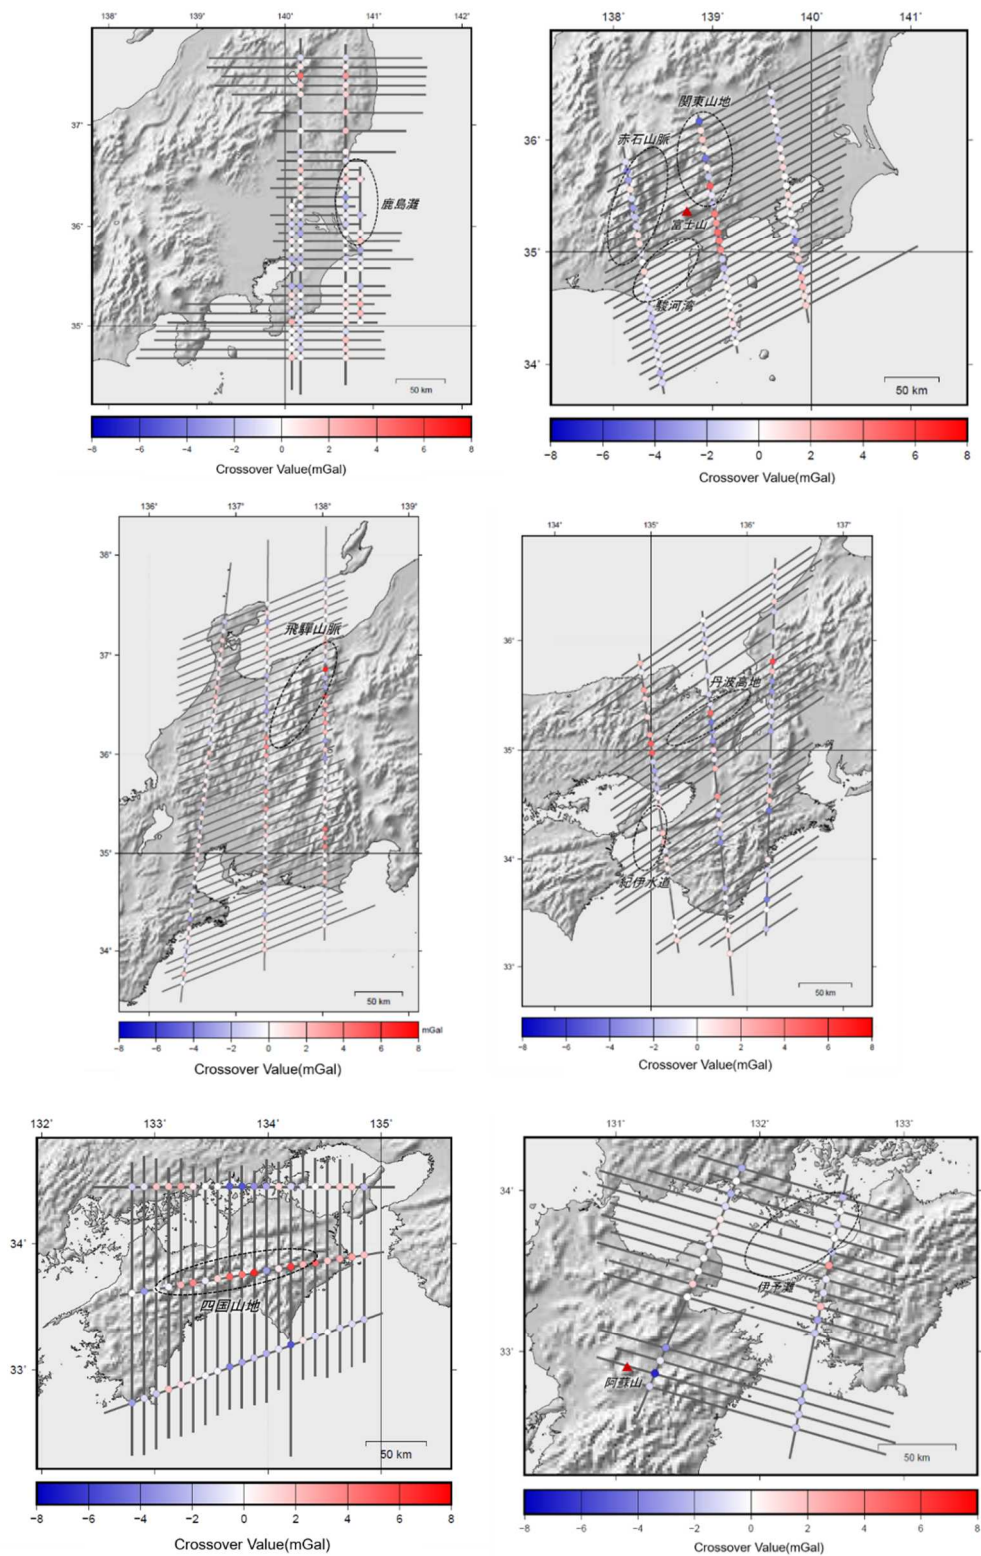 138° 139° 140° 141° 142°
37°
36°
35°
鹿島灘
50 km
-8 -6 -4 -2 0 2 4 6 8
Crossover Value(mGal)
138° 139° 140° 141°
36°
35°
34°
関東山地
赤石山脈
富士山
駿河湾
50 km
-8 -6 -4 -2 0 2 4 6 8
Crossover Value(mGal)
136° 137° 138° 139°
38°
37°
36°
35°
34°
飛騨山脈
50 km
mGal
-8 -6 -4 -2 0 2 4 6 8
Crossover Value(mGal)
134° 135° 136° 137°
36°
35°
34°
33°
丹波高地
紀伊水道
50 km
-8 -6 -4 -2 0 2 4 6 8
Crossover Value(mGal)
132° 133° 134° 135°
34°
33°
四国山地
50 km
-8 -6 -4 -2 0 2 4 6 8
Crossover Value(mGal)
131° 132° 133°
34°
33°
伊予灘
阿蘇山
50 km
-8 -6 -4 -2 0 2 4 6 8
Crossover Value(mGal)